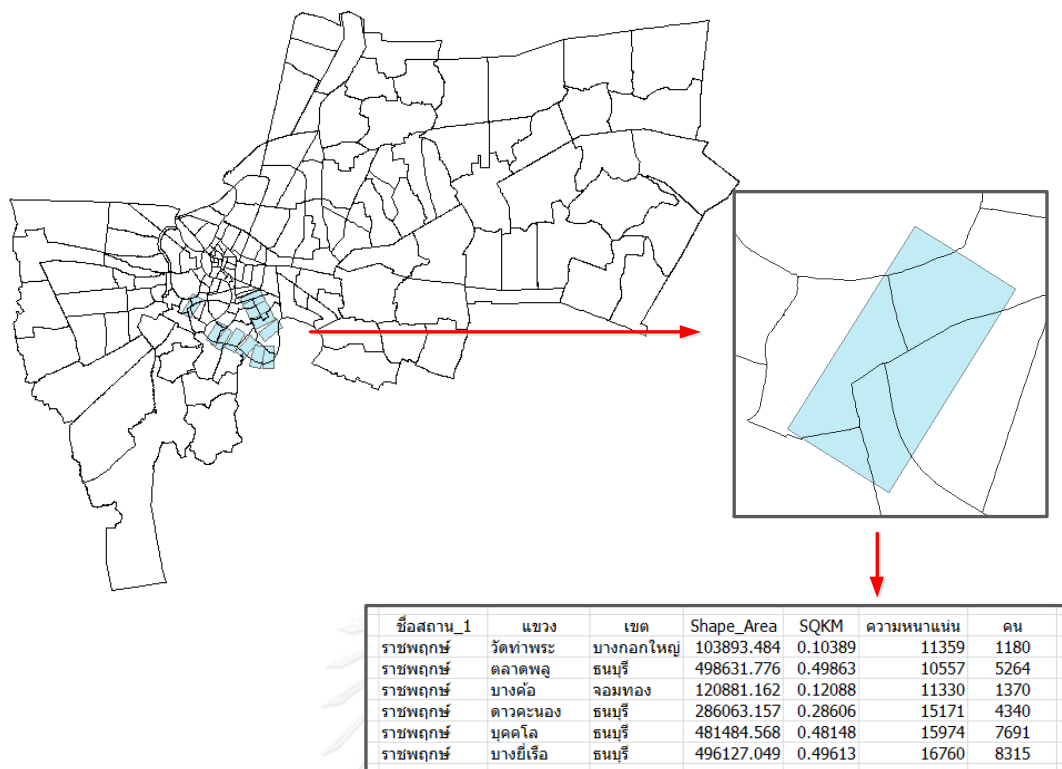 ชื่อสถาน_1 แขวง เขต Shape_Area SQKM ความหนาแน่น คน
ราชพฤกษ์ วัดท่าพระ บางกอกใหญ่ 103893.484 0.10389 11359 1180
ราชพฤกษ์ ตลาดพลู ธนบุรี 498631.776 0.49863 10557 5264
ราชพฤกษ์ บางค้อ จอมทอง 120881.162 0.12088 11330 1370
ราชพฤกษ์ ดาวคะนอง ธนบุรี 286063.157 0.28606 15171 4340
ราชพฤกษ์ บุคคโล ธนบุรี 481484.568 0.48148 15974 7691
ราชพฤกษ์ บางยี่เรือ ธนบุรี 496127.049 0.49613 16760 8315